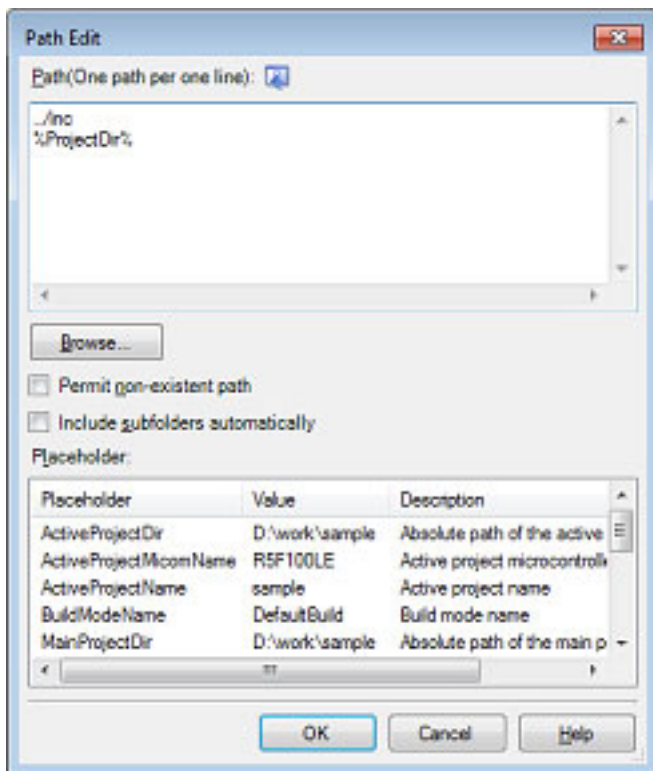 Path Edit
Path(One path per one line):
../inc
%ProjectDir%
Browse...
Permit non-existent path
Include subfolders automatically
Placeholder:
Placeholder Value Description
ActiveProjectDir D:\work\sample Absolute path of the active
ActiveProjectMicomName R5F100LE Active project microcontroll
ActiveProjectName sample Active project name
BuildModeName DefaultBuild Build mode name
MainProjectDir D:\work\sample Absolute path of the main p
OK Cancel Help